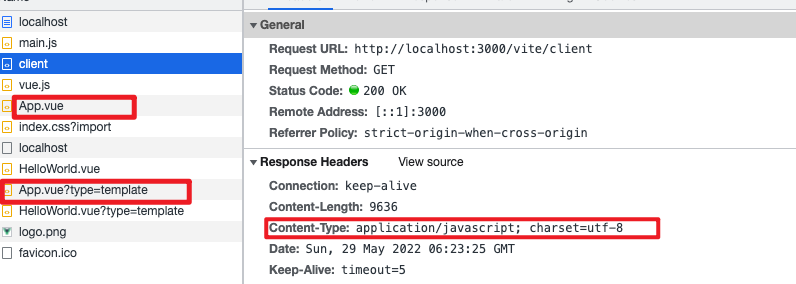 localhost
main.js
client
vue.js
App.vue
index.css?import
localhost
HelloWorld.vue
App.vue?type=template
HelloWorld.vue?type=template
logo.png
favicon.ico
General
Request URL: http://localhost:3000/vite/client
Request Method: GET
Status Code: 200 OK
Remote Address: [::1]:3000
Referrer Policy: strict-origin-when-cross-origin
Response Headers View source
Connection: keep-alive
Content-Length: 9636
Content-Type: application/javascript; charset=utf-8
Date: Sun, 29 May 2022 06:23:25 GMT
Keep-Alive: timeout=5